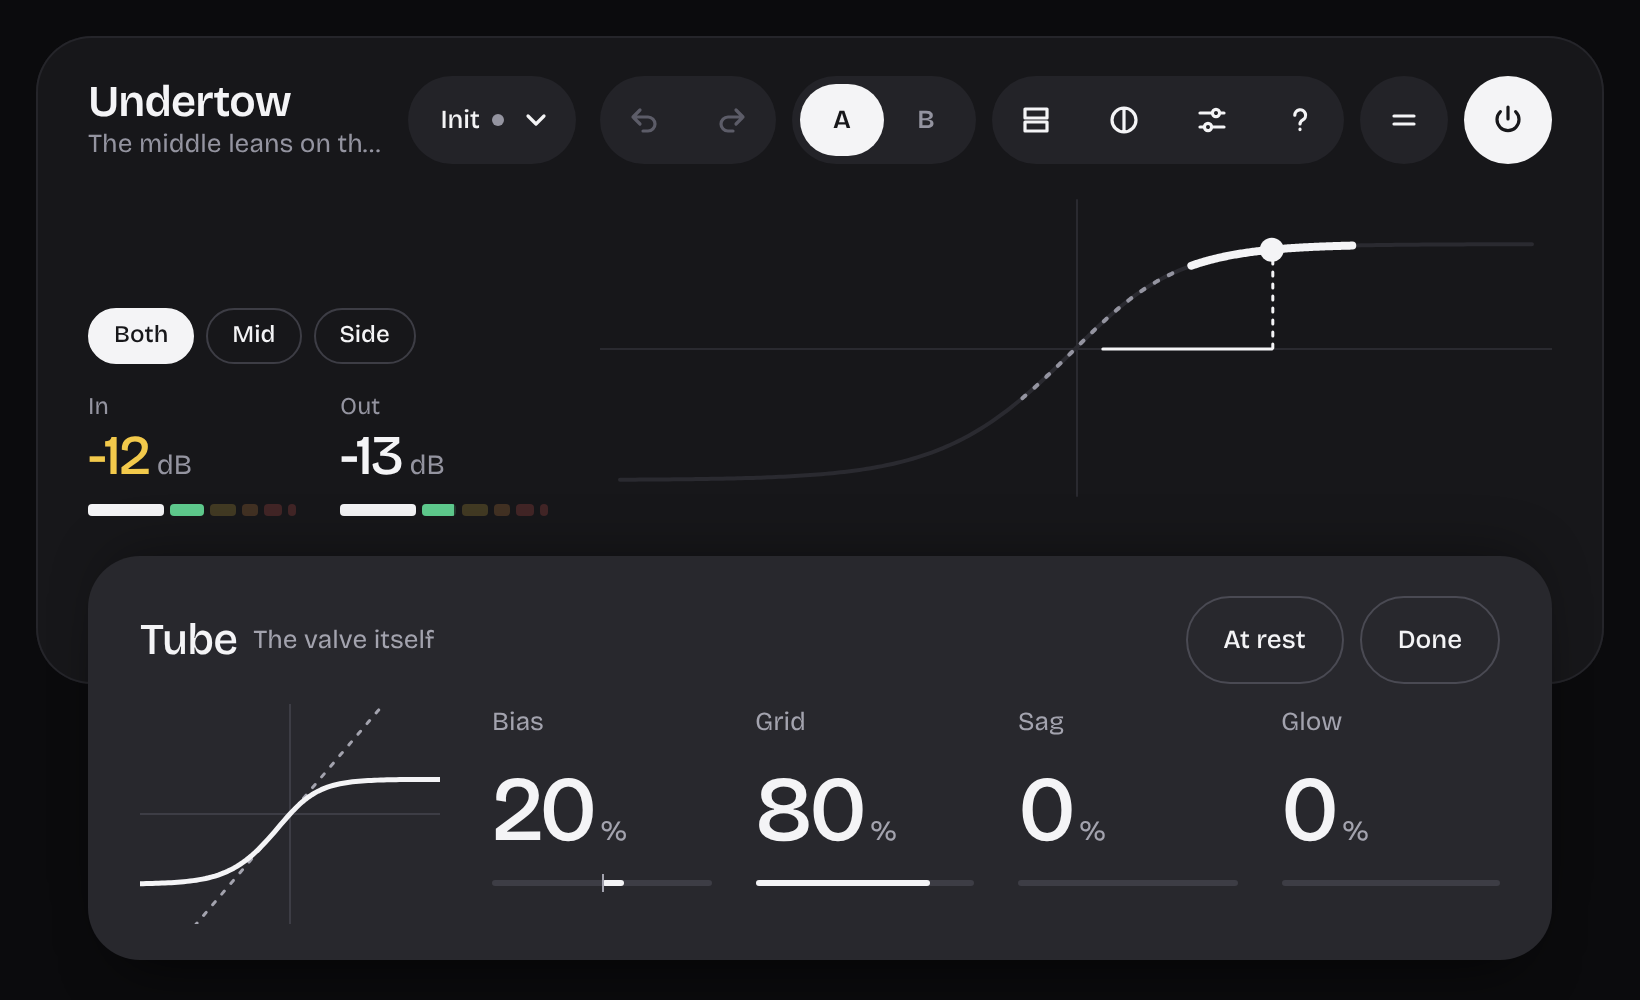 Undertow
The middle leans on th...
Init
A
B
?
Both
Mid
Side
In
Out
-12 dB
-13 dB
Tube The valve itself
At rest
Done
Bias
Grid
Sag
Glow
20 %
80 %
0 %
0 %